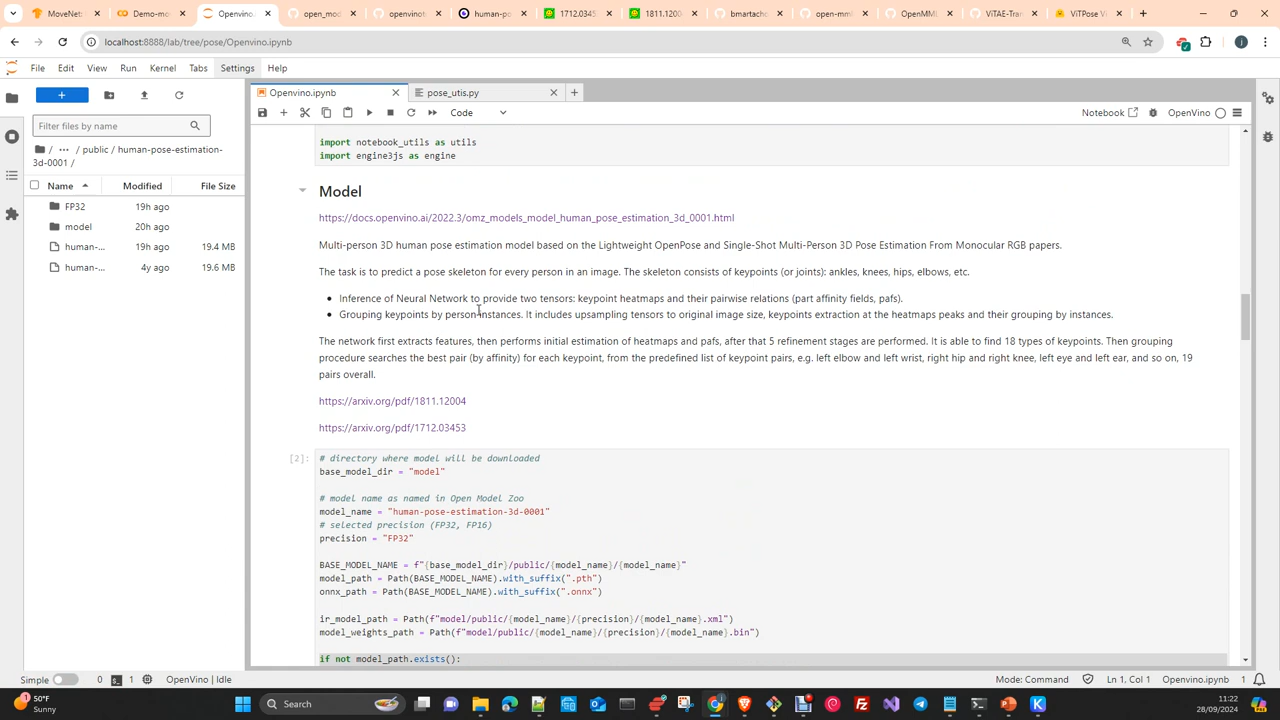 MoveNet:
Demo-mo
Openvino.
open_mod
openvinot
human-po
1712.0345
1811.1200
bmartach
open-mm
OpenMML
ViTAE-Tra
ViTPose V
localhost:8888/lab/tree/pose/Openvino.ipynb
File Edit View Run Kernel Tabs Settings Help
Openvino.ipynb
pose_utis.py
+
Code
Notebook
OpenVino
Filter files by name
/ ... / public / human-pose-estimation-
3d-0001 /
Name Modified File Size
FP32 19h ago
model 20h ago
human-... 19h ago 19.4 MB
human-... 4y ago 19.6 MB
import notebook_utils as utils
import engine3js as engine
Model
https://docs.openvino.ai/2022.3/omz_models_model_human_pose_estimation_3d_0001.html
Multi-person 3D human pose estimation model based on the Lightweight OpenPose and Single-Shot Multi-Person 3D Pose Estimation From Monocular RGB papers.
The task is to predict a pose skeleton for every person in an image. The skeleton consists of keypoints (or joints): ankles, knees, hips, elbows, etc.
• Inference of Neural Network to provide two tensors: keypoint heatmaps and their pairwise relations (part affinity fields, pafs).
• Grouping keypoints by person instances. It includes upsampling tensors to original image size, keypoints extraction at the heatmaps peaks and their grouping by instances.
The network first extracts features, then performs initial estimation of heatmaps and pafs, after that 5 refinement stages are performed. It is able to find 18 types of keypoints. Then grouping
procedure searches the best pair (by affinity) for each keypoint, from the predefined list of keypoint pairs, e.g. left elbow and left wrist, right hip and right knee, left eye and left ear, and so on, 19
pairs overall.
https://arxiv.org/pdf/1811.12004
https://arxiv.org/pdf/1712.03453
[2]:
# directory where model will be downloaded
base_model_dir = "model"
# model name as named in Open Model Zoo
model_name = "human-pose-estimation-3d-0001"
# selected precision (FP32, FP16)
precision = "FP32"
BASE_MODEL_NAME = f"{base_model_dir}/public/{model_name}/{model_name}"
model_path = Path(BASE_MODEL_NAME).with_suffix(".pth")
onnx_path = Path(BASE_MODEL_NAME).with_suffix(".onnx")
ir_model_path = Path(f"model/public/{model_name}/{precision}/{model_name}.xml")
model_weights_path = Path(f"model/public/{model_name}/{precision}/{model_name}.bin")
if not model_path.exists():
Simple 0 1 OpenVino | Idle Mode: Command Ln 1, Col 1 Openvino.ipynb 1
50°F
Sunny
Search
11:22
28/09/2024